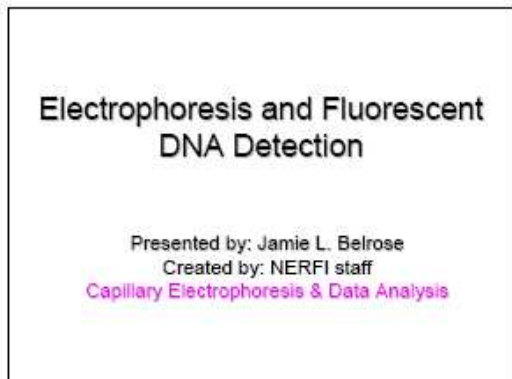 Electrophoresis and Fluorescent
DNA Detection
Presented by: Jamie L. Belrose
Created by: NERFI staff
Capillary Electrophoresis & Data Analysis